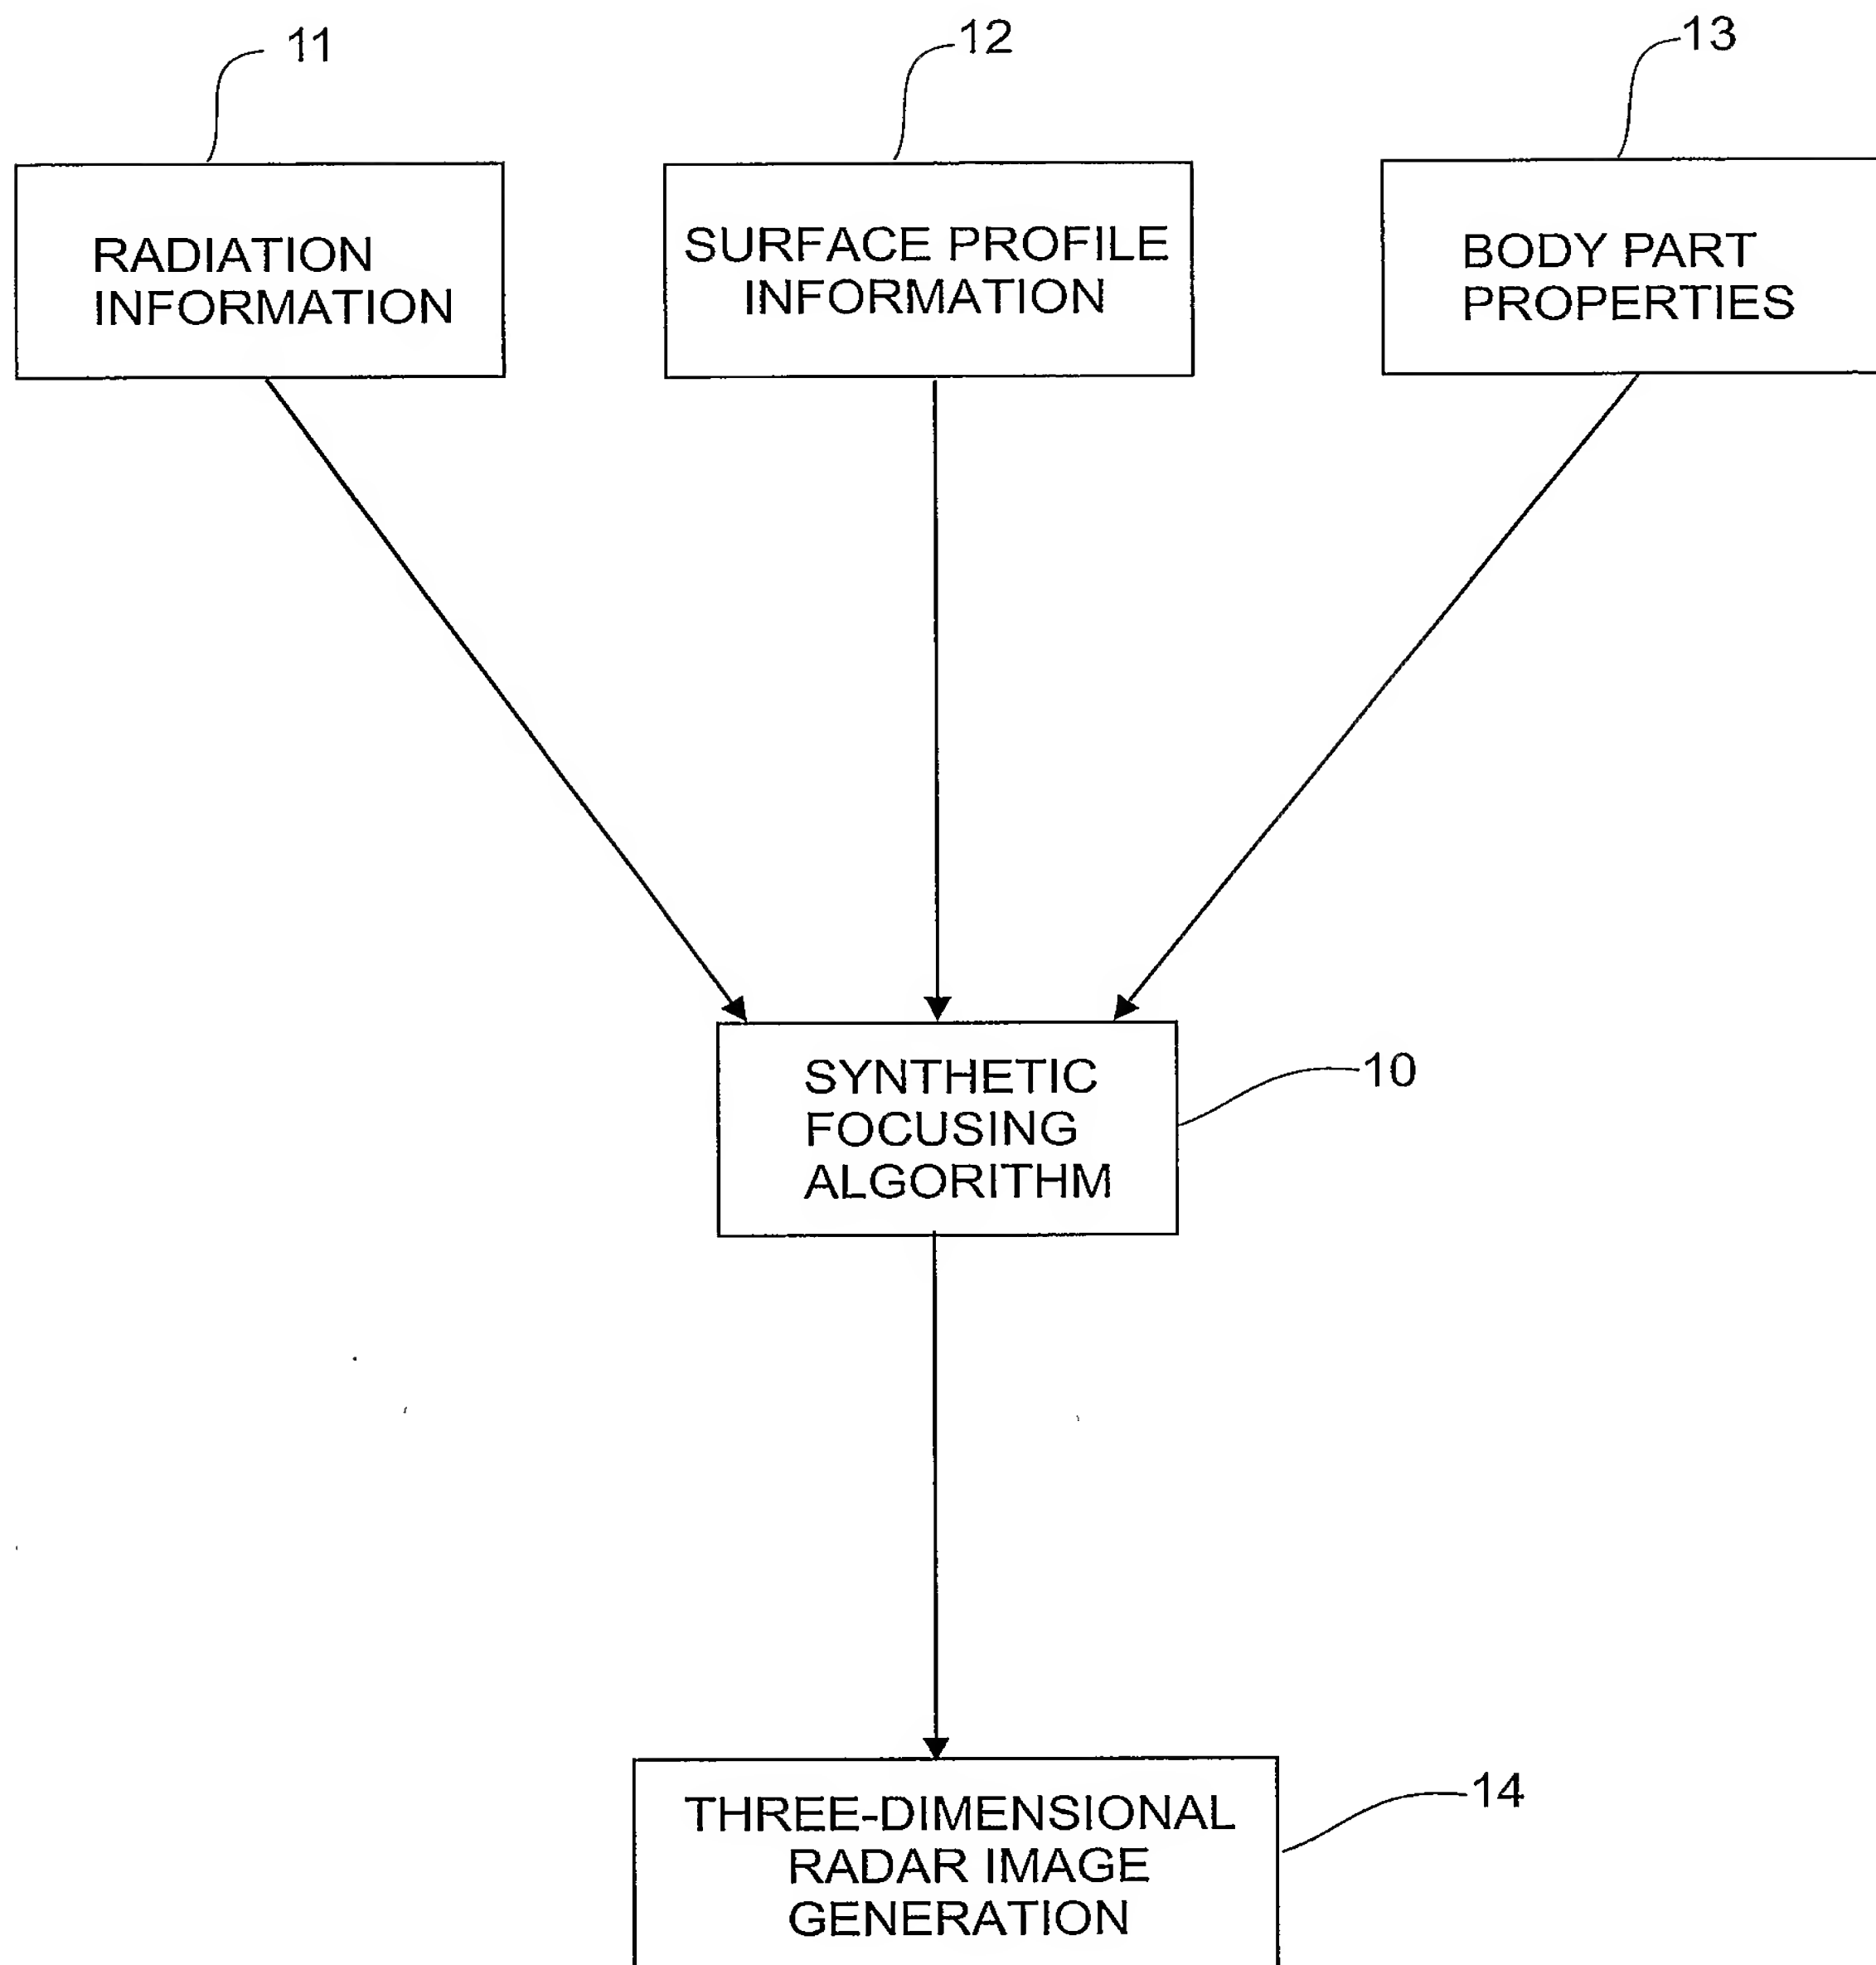 11
12
13
RADIATION
INFORMATION
SURFACE PROFILE
INFORMATION
BODY PART
PROPERTIES
SYNTHETIC
FOCUSING
ALGORITHM
10
THREE-DIMENSIONAL
RADAR IMAGE
GENERATION
14